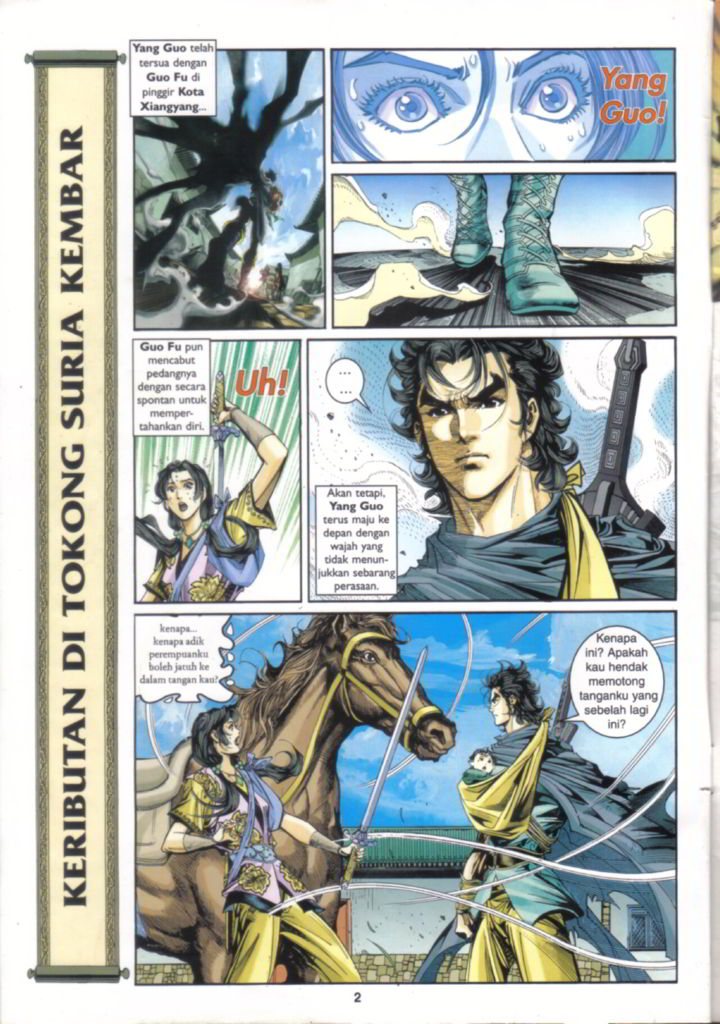 KERIBUTAN DI TOKONG SURIA KEMBAR
Yang Guo telah
tersua dengan
Guo Fu di
pinggir Kota
Xiangyang...
Yang
Guo!
Guo Fu pun
mencabut
pedangnya
dengan secara
spontan untuk
memper-
tahankan diri.
Uh!
...
...
Akan tetapi,
Yang Guo
terus maju ke
depan dengan
wajah yang
tidak menun-
jukkan sebarang
perasaan.
kenapa...
kenapa adik
perempuanku
boleh jatuh ke
dalam tangan kau?
Kenapa
ini? Apakah
kau hendak
memotong
tanganku yang
sebelah lagi
ini?
2